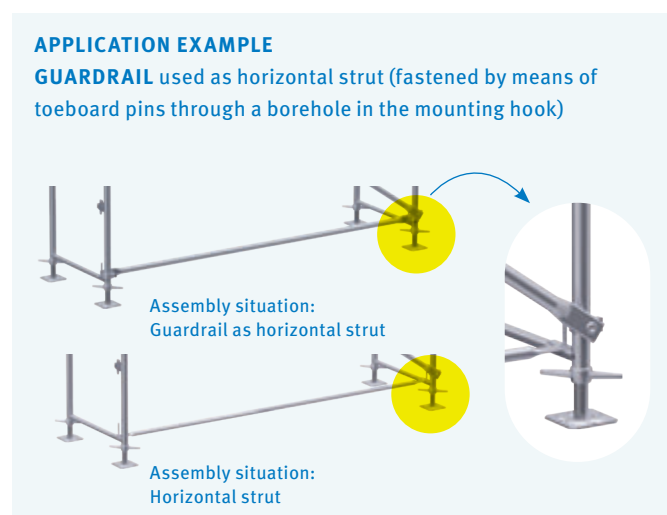 APPLICATION EXAMPLE
GUARDRAIL used as horizontal strut (fastened by means of
toeboard pins through a borehole in the mounting hook)
Assembly situation:
Guardrail as horizontal strut
Assembly situation:
Horizontal strut